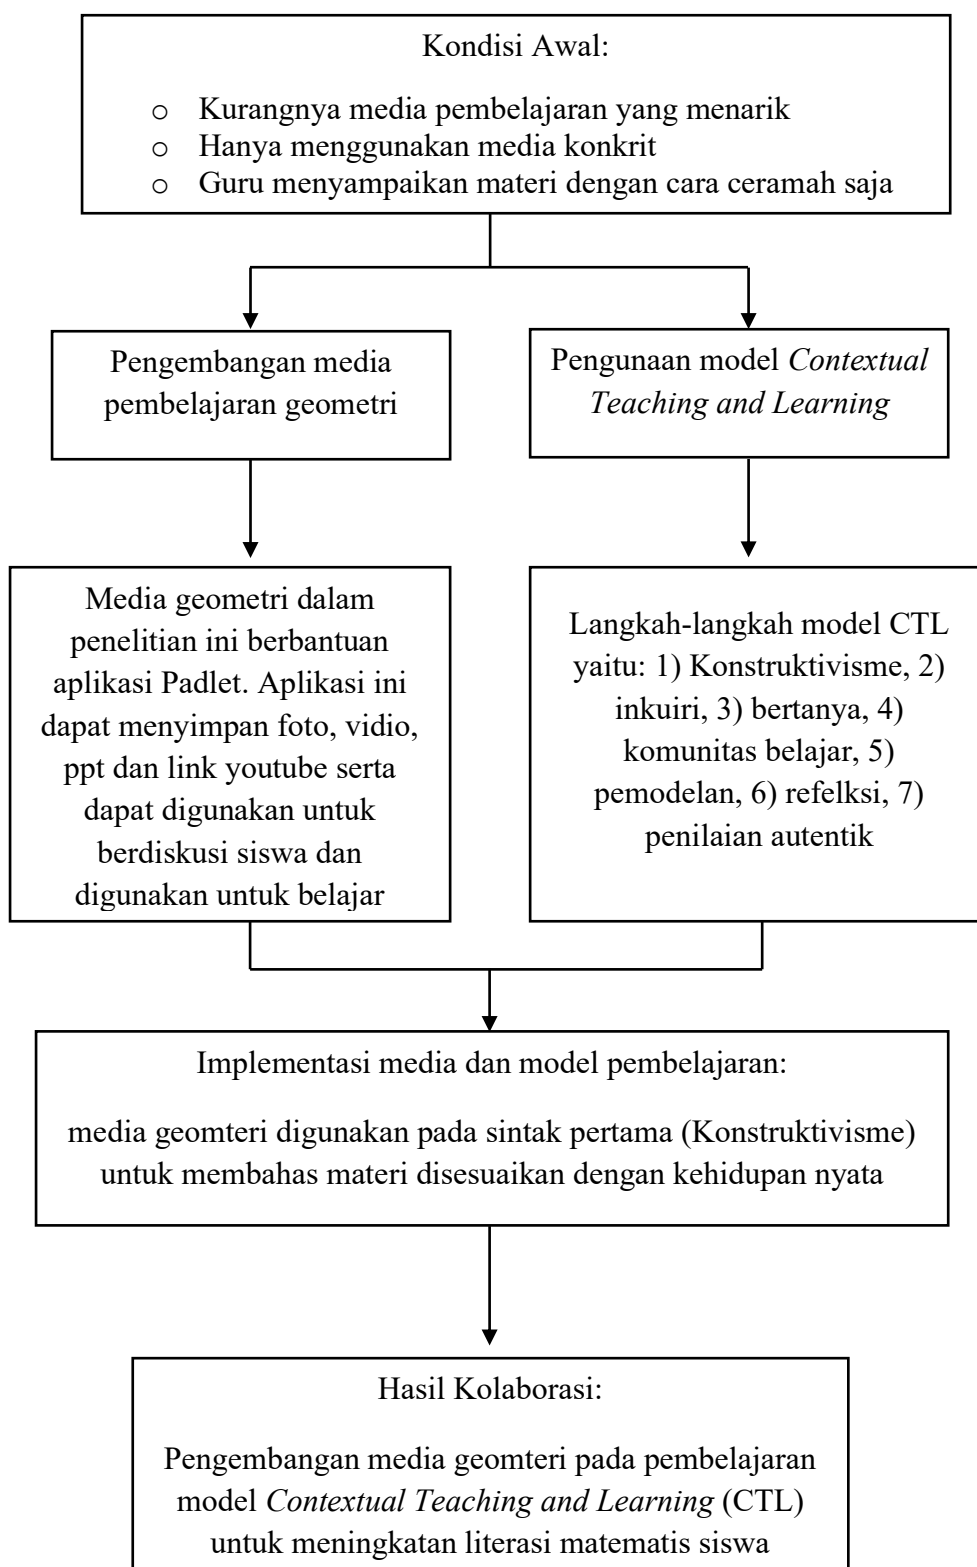 Kondisi Awal:
o Kurangnya media pembelajaran yang menarik
o Hanya menggunakan media konkrit
o Guru menyampaikan materi dengan cara ceramah saja
Pengembangan media
pembelajaran geometri
Pengunaan model Contextual
Teaching and Learning
Media geometri dalam
penelitian ini berbantuan
aplikasi Padlet. Aplikasi ini
dapat menyimpan foto, vidio,
ppt dan link youtube serta
dapat digunakan untuk
berdiskusi siswa dan
digunakan untuk belajar
Langkah-langkah model CTL
yaitu: 1) Konstruktivisme, 2)
inkuiri, 3) bertanya, 4)
komunitas belajar, 5)
pemodelan, 6) refelksi, 7)
penilaian autentik
Implementasi media dan model pembelajaran:
media geomteri digunakan pada sintak pertama (Konstruktivisme)
untuk membahas materi disesuaikan dengan kehidupan nyata
Hasil Kolaborasi:
Pengembangan media geomteri pada pembelajaran
model Contextual Teaching and Learning (CTL)
untuk meningkatan literasi matematis siswa